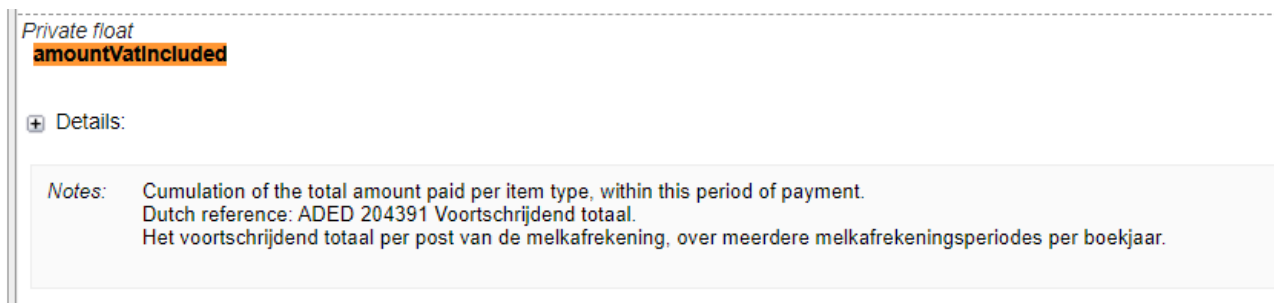 Private float
amountVatIncluded
Details:
Notes: Cumulation of the total amount paid per item type, within this period of payment.
Dutch reference: ADED 204391 Voortschrijdend totaal.
Het voortschrijdend totaal per post van de melkafrekening, over meerdere melkafrekeningsperiodes per boekjaar.